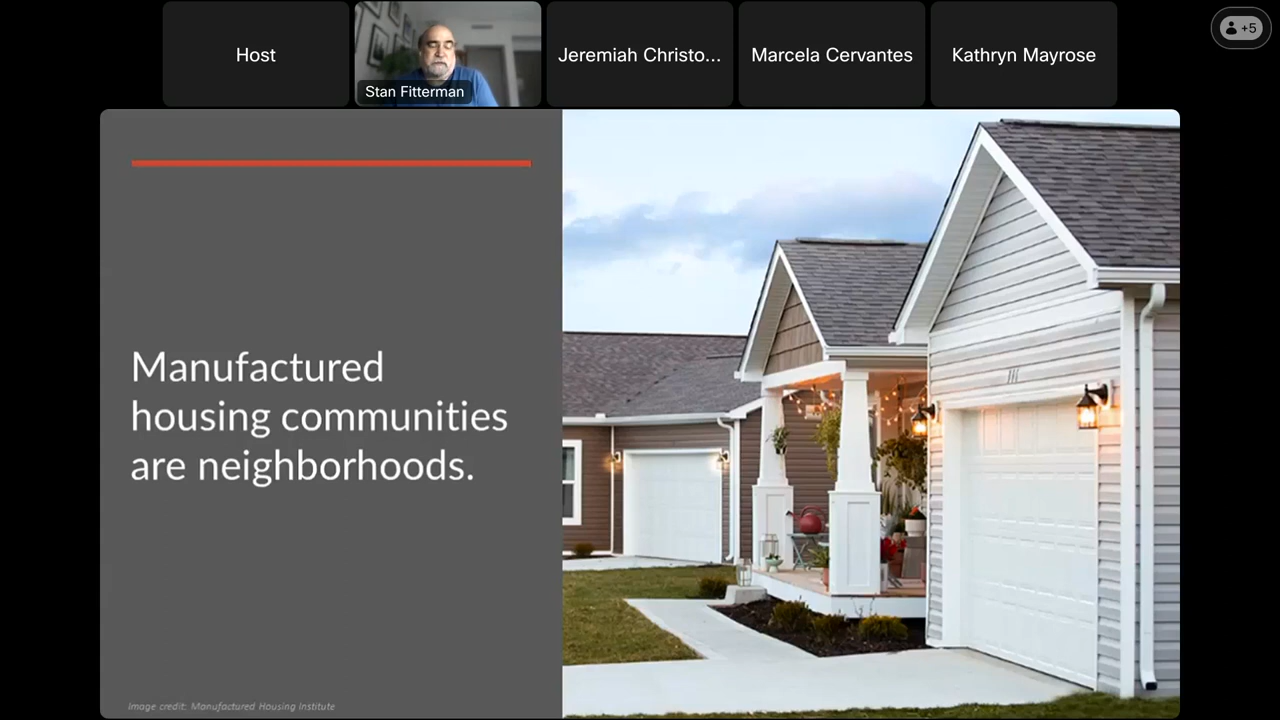 Host
Stan Fitterman
Jeremiah Christo...
Marcela Cervantes
Kathryn Mayrose
+5
Manufactured
housing communities
are neighborhoods.
Image credit: Manufactured Housing Institute